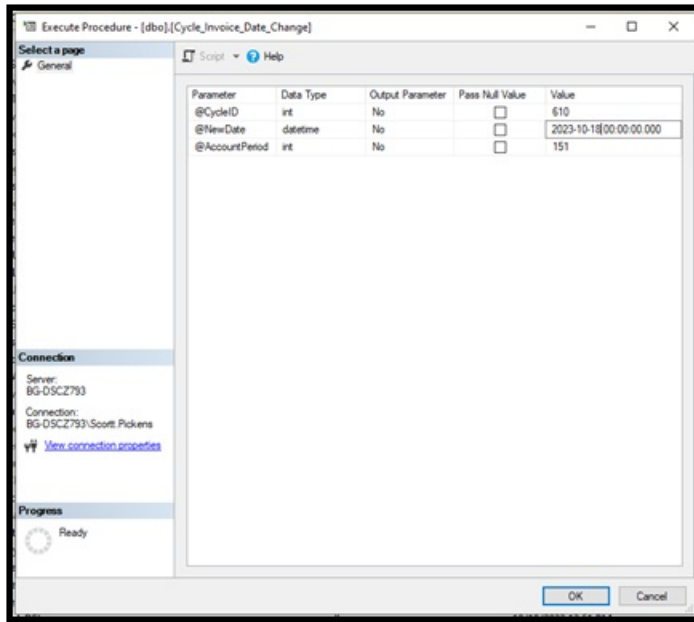 Execute Procedure - [dbo].[Cycle_Invoice_Date_Change]
Select a page
General
Script
Help
Parameter Data Type Output Parameter Pass Null Value Value
@CycleID int No 610
@NewDate datetime No 2023-10-18 00:00:00.000
@AccountPeriod int No 151
Connection
Server:
BG-DSCZ793
Connection:
BG-DSCZ793\Scott.Pickens
View connection properties
Progress
Ready
OK Cancel